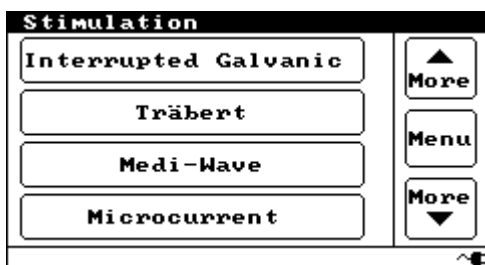 Stimulation
Interrupted Galvanic
Träbert
Medi-Wave
Microcurrent
More
Menu
More